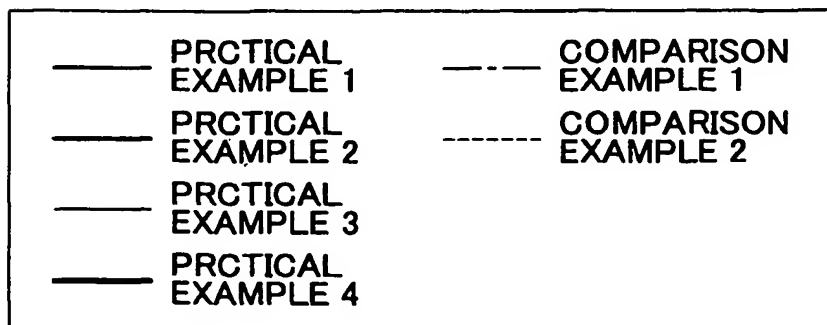 PRCTICAL
EXAMPLE 1
PRCTICAL
EXAMPLE 2
PRCTICAL
EXAMPLE 3
PRCTICAL
EXAMPLE 4
COMPARISON
EXAMPLE 1
COMPARISON
EXAMPLE 2